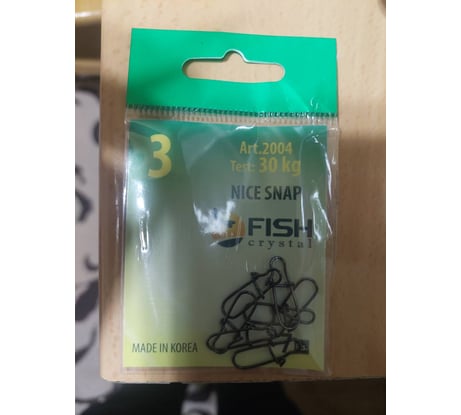 3
Art.2004
Test: 30 kg
NICE SNAP
FISH
crystal
MADE IN KOREA